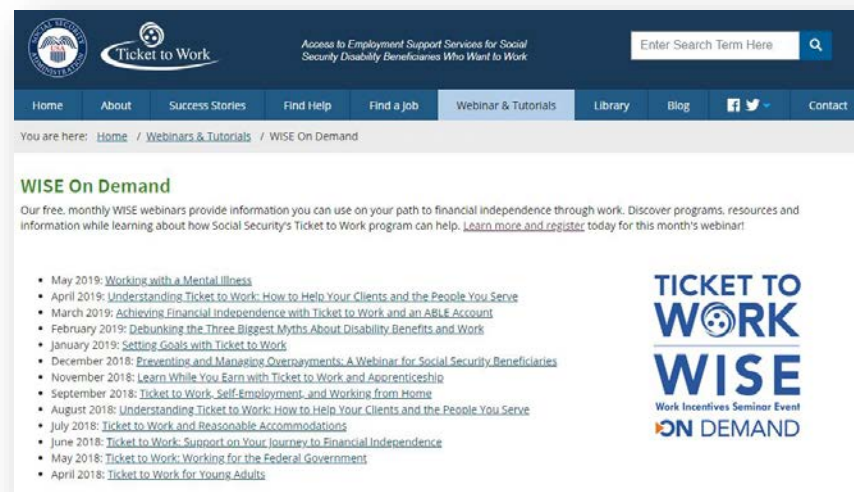 SOCIAL SECURITY
USA
ADMINISTRATION
Ticket to Work
Access to Employment Support Services for Social
Security Disability Beneficiaries Who Want to Work
Enter Search Term Here
Home About Success Stories Find Help Find a Job Webinar & Tutorials Library Blog Contact
You are here: Home / Webinars & Tutorials / WISE On Demand
WISE On Demand
Our free, monthly WISE webinars provide information you can use on your path to financial independence through work. Discover programs, resources and
information while learning about how Social Security's Ticket to Work program can help. Learn more and register today for this month's webinar!
May 2019: Working with a Mental Illness
April 2019: Understanding Ticket to Work: How to Help Your Clients and the People You Serve
March 2019: Achieving Financial Independence with Ticket to Work and an ABLE Account
February 2019: Debunking the Three Biggest Myths About Disability Benefits and Work
January 2019: Setting Goals with Ticket to Work
December 2018: Preventing and Managing Overpayments: A Webinar for Social Security Beneficiaries
November 2018: Learn While You Earn with Ticket to Work and Apprenticeship
September 2018: Ticket to Work, Self-Employment, and Working from Home
August 2018: Understanding Ticket to Work: How to Help Your Clients and the People You Serve
July 2018: Ticket to Work and Reasonable Accommodations
June 2018: Ticket to Work: Support on Your Journey to Financial Independence
May 2018: Ticket to Work: Working for the Federal Government
April 2018: Ticket to Work for Young Adults
TICKET TO
WORK
WISE
Work Incentives Seminar Event
ON DEMAND